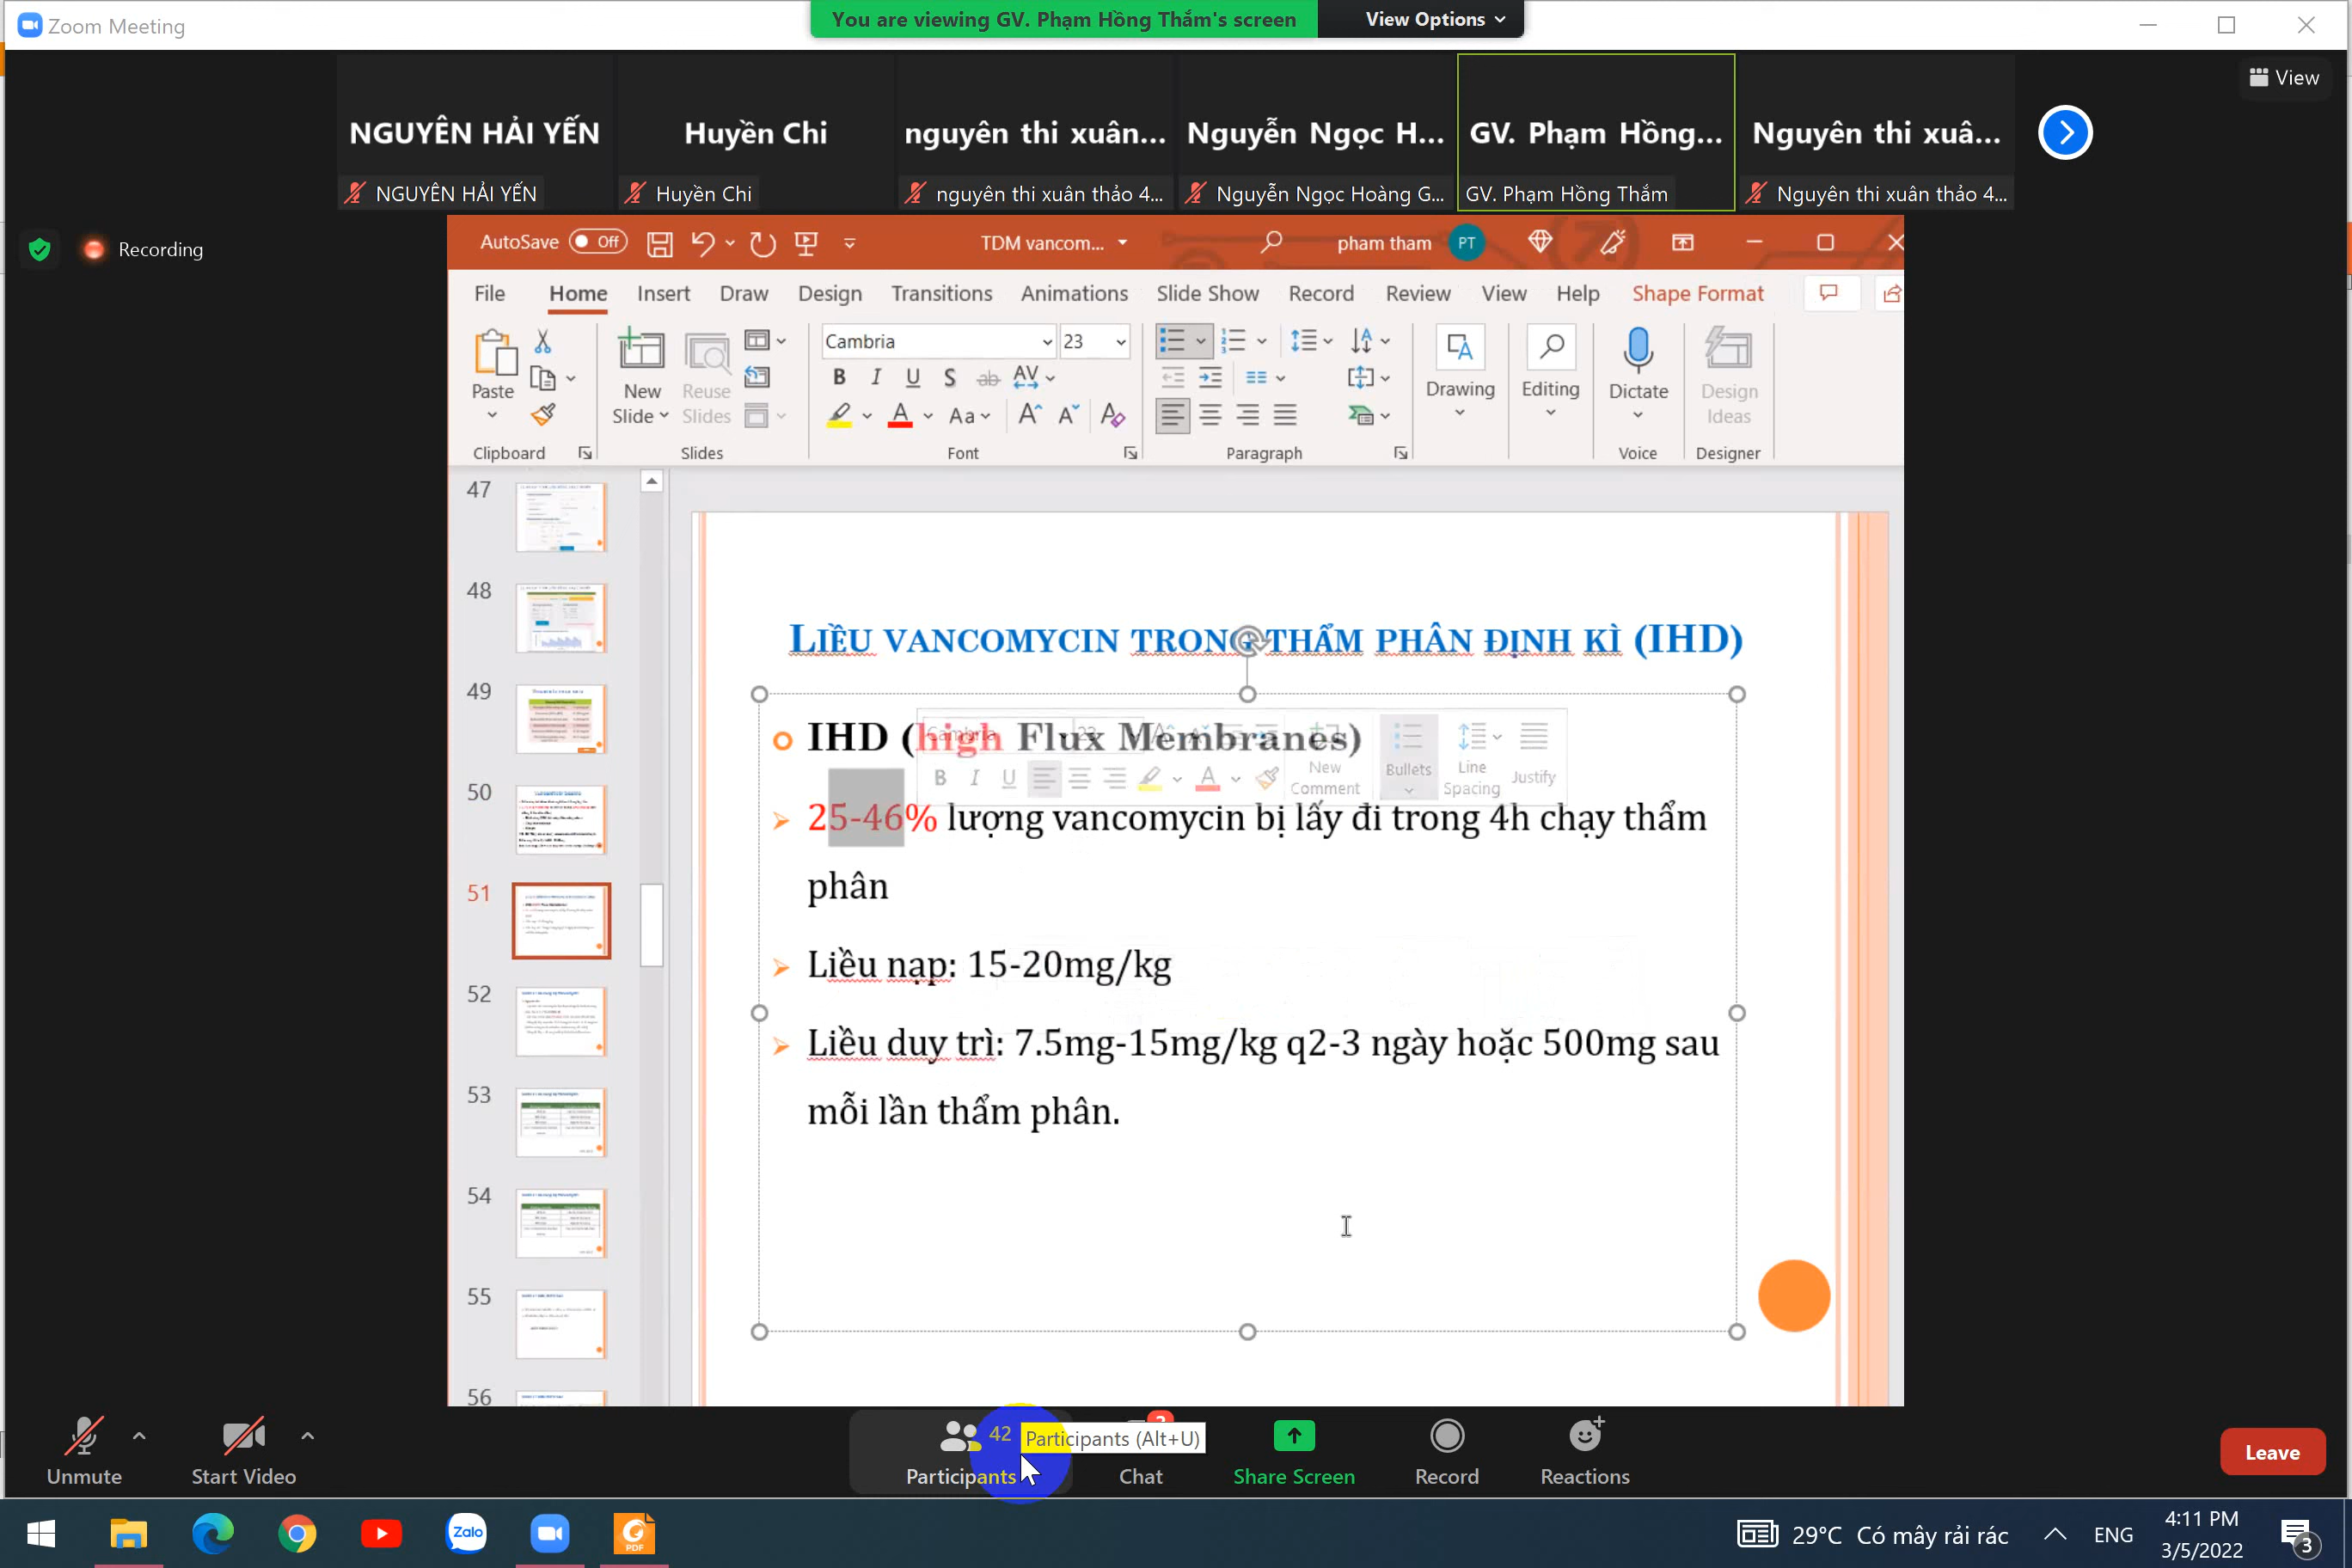 Zoom Meeting
You are viewing GV. Phạm Hồng Thắm's screen
View Options
View
NGUYÊN HẢI YẾN
Huyền Chi
nguyên thi xuân...
Nguyễn Ngọc H...
GV. Phạm Hồng...
Nguyên thi xuâ...
NGUYÊN HẢI YẾN
Huyền Chi
nguyên thi xuân thảo 4...
Nguyễn Ngọc Hoàng G...
GV. Phạm Hồng Thắm
Nguyên thi xuân thảo 4...
Recording
AutoSave Off
TDM vancom...
pham tham PT
File Home Insert Draw Design Transitions Animations Slide Show Record Review View Help Shape Format
Paste
New Slide
Reuse Slides
Cambria 23
Drawing
Editing
Dictate
Design Ideas
Clipboard Slides Font Paragraph Voice Designer
47
48
49
50
51
52
53
54
55
56
LIỀU VANCOMYCIN TRONG THẨM PHÂN ĐỊNH KÌ (IHD)
IHD (high Flux Membranes)
New Comment
Bullets
Line Spacing
Justify
25-46% lượng vancomycin bị lấy đi trong 4h chạy thẩm
phân
Liều nạp: 15-20mg/kg
Liều duy trì: 7.5mg-15mg/kg q2-3 ngày hoặc 500mg sau
mỗi lần thẩm phân.
Unmute
Start Video
42
Participants (Alt+U)
Participants
Chat
Share Screen
Record
Reactions
Leave
Zalo
PDF
29°C Có mây rải rác
ENG
4:11 PM
3/5/2022
3